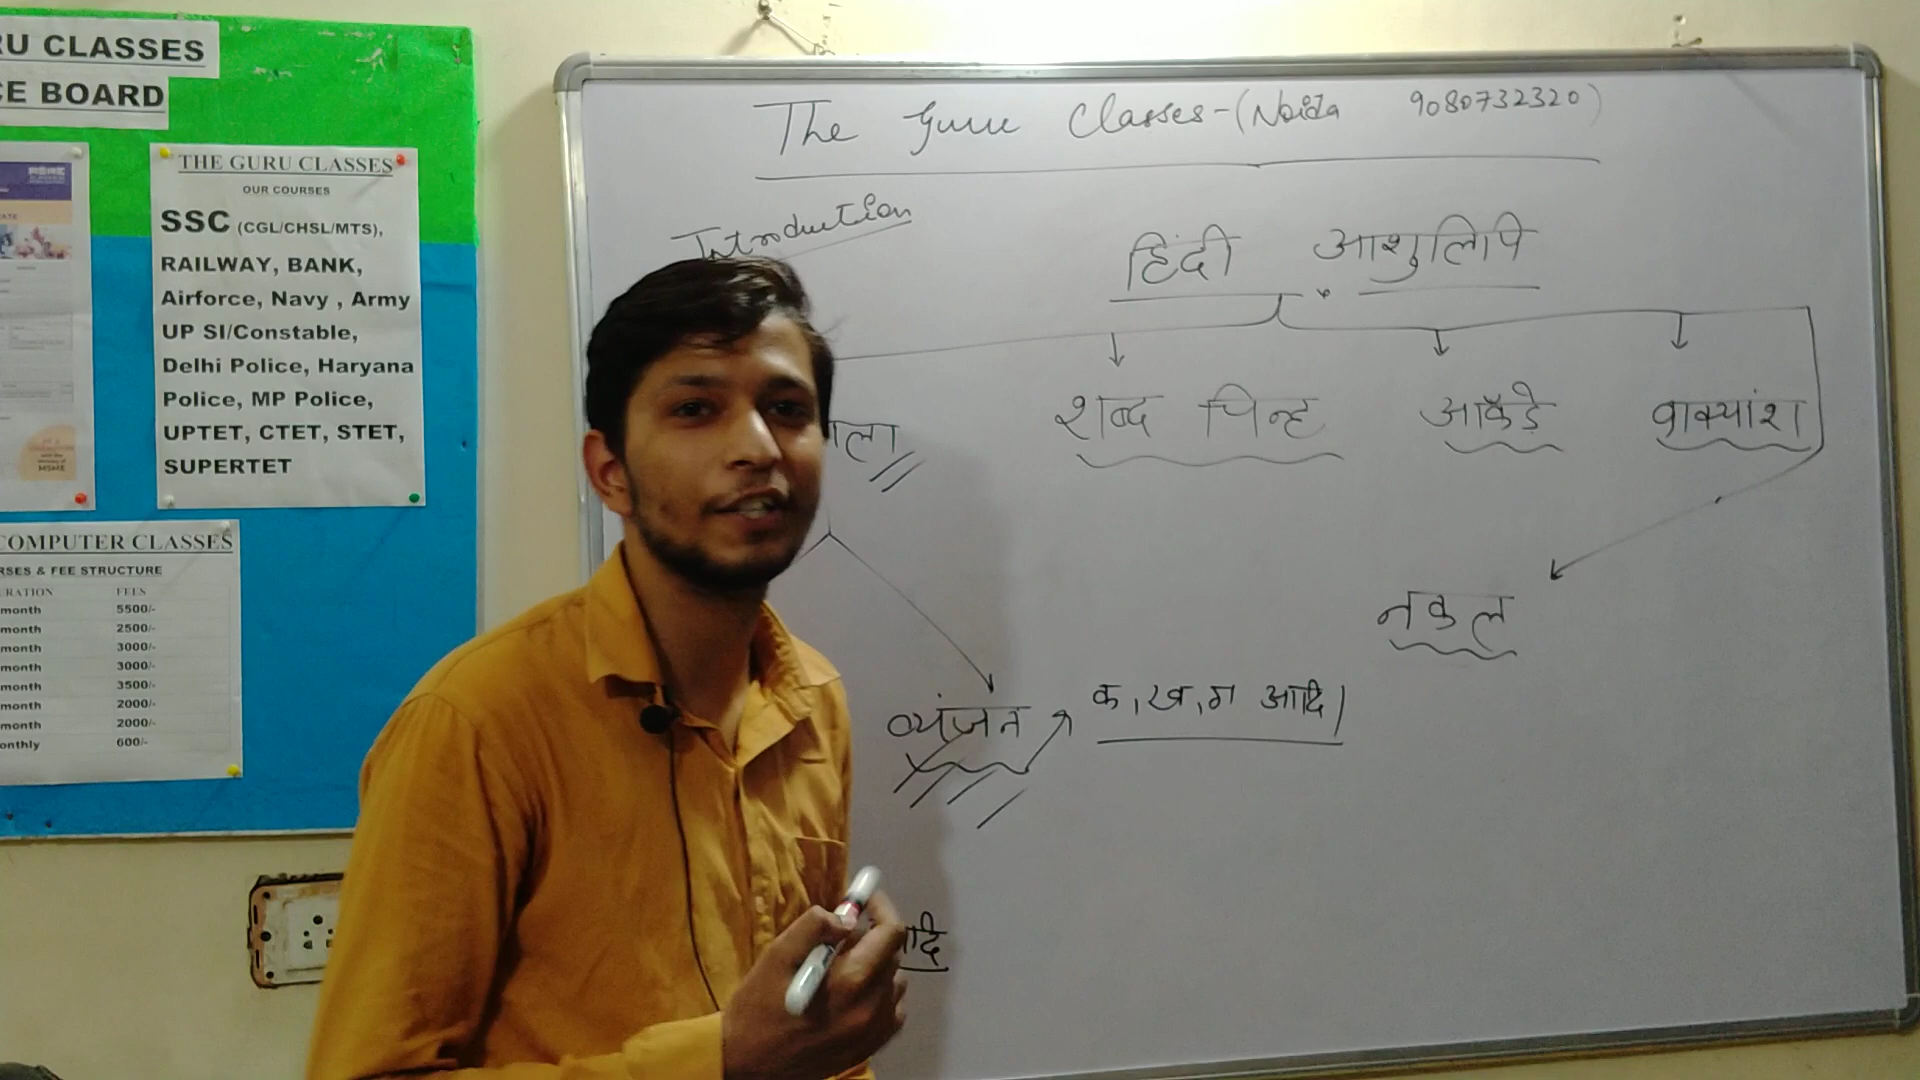 RU CLASSES
CE BOARD
THE GURU CLASSES
OUR COURSES
SSC (CGL/CHSL/MTS),
RAILWAY, BANK,
Airforce, Navy , Army
UP SI/Constable,
Delhi Police, Haryana
Police, MP Police,
UPTET, CTET, STET,
SUPERTET
COMPUTER CLASSES
RSES & FEE STRUCTURE
RATION FEES
month 5500/-
month 2500/-
month 3000/-
month 3000/-
month 3500/-
month 2000/-
month 2000/-
onthly 600/-
The Guru Classes-(Noida 9080732320)
Introduction
हिंदी आशुलिपि
ाला शब्द चिन्ह आकॅडे वाक्यांश
नकल
व्यंजन क,ख,ग आदि।
ादि